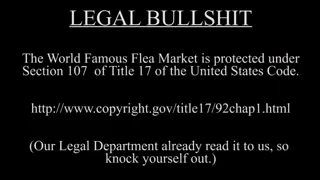 LEGAL BULLSHIT
The World Famous Flea Market is protected under
Section 107 of Title 17 of the United States Code.
http://www.copyright.gov/title17/92chap1.html
(Our Legal Department already read it to us, so
knock yourself out.)